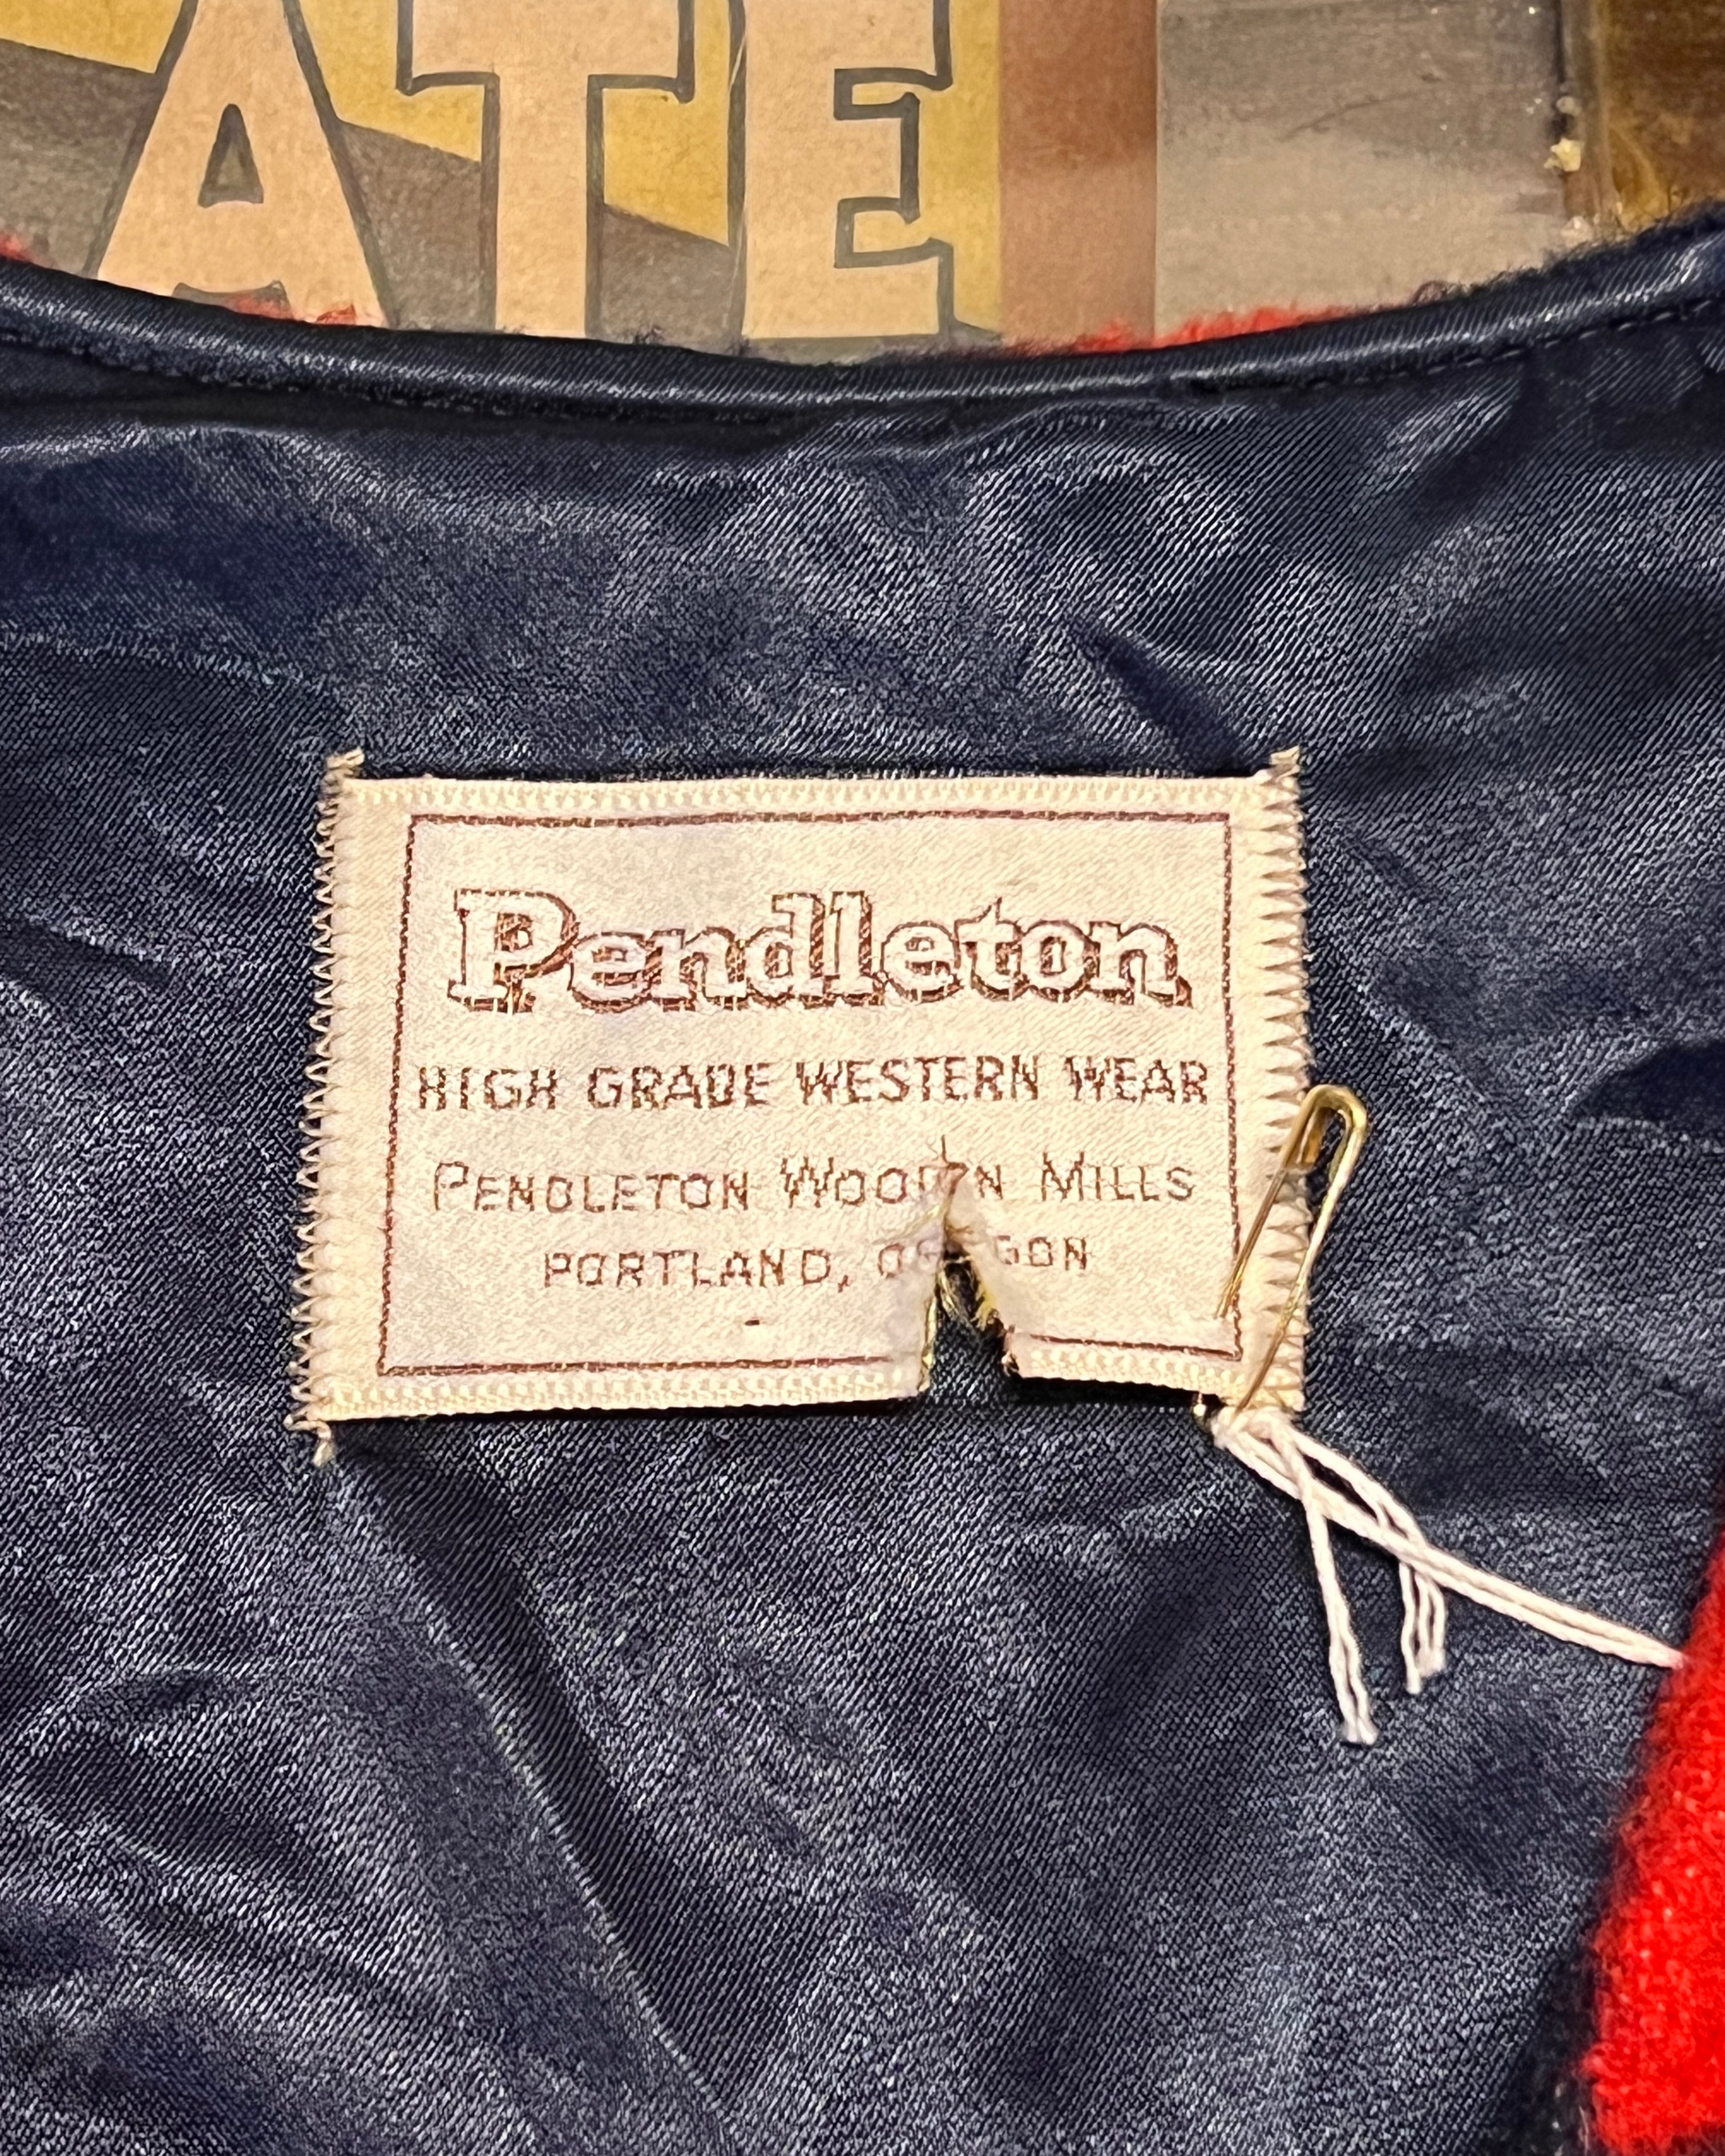 ATE
Pendleton
HIGH GRADE WESTERN WEAR
PENDLETON MILLS
PORTLAND,